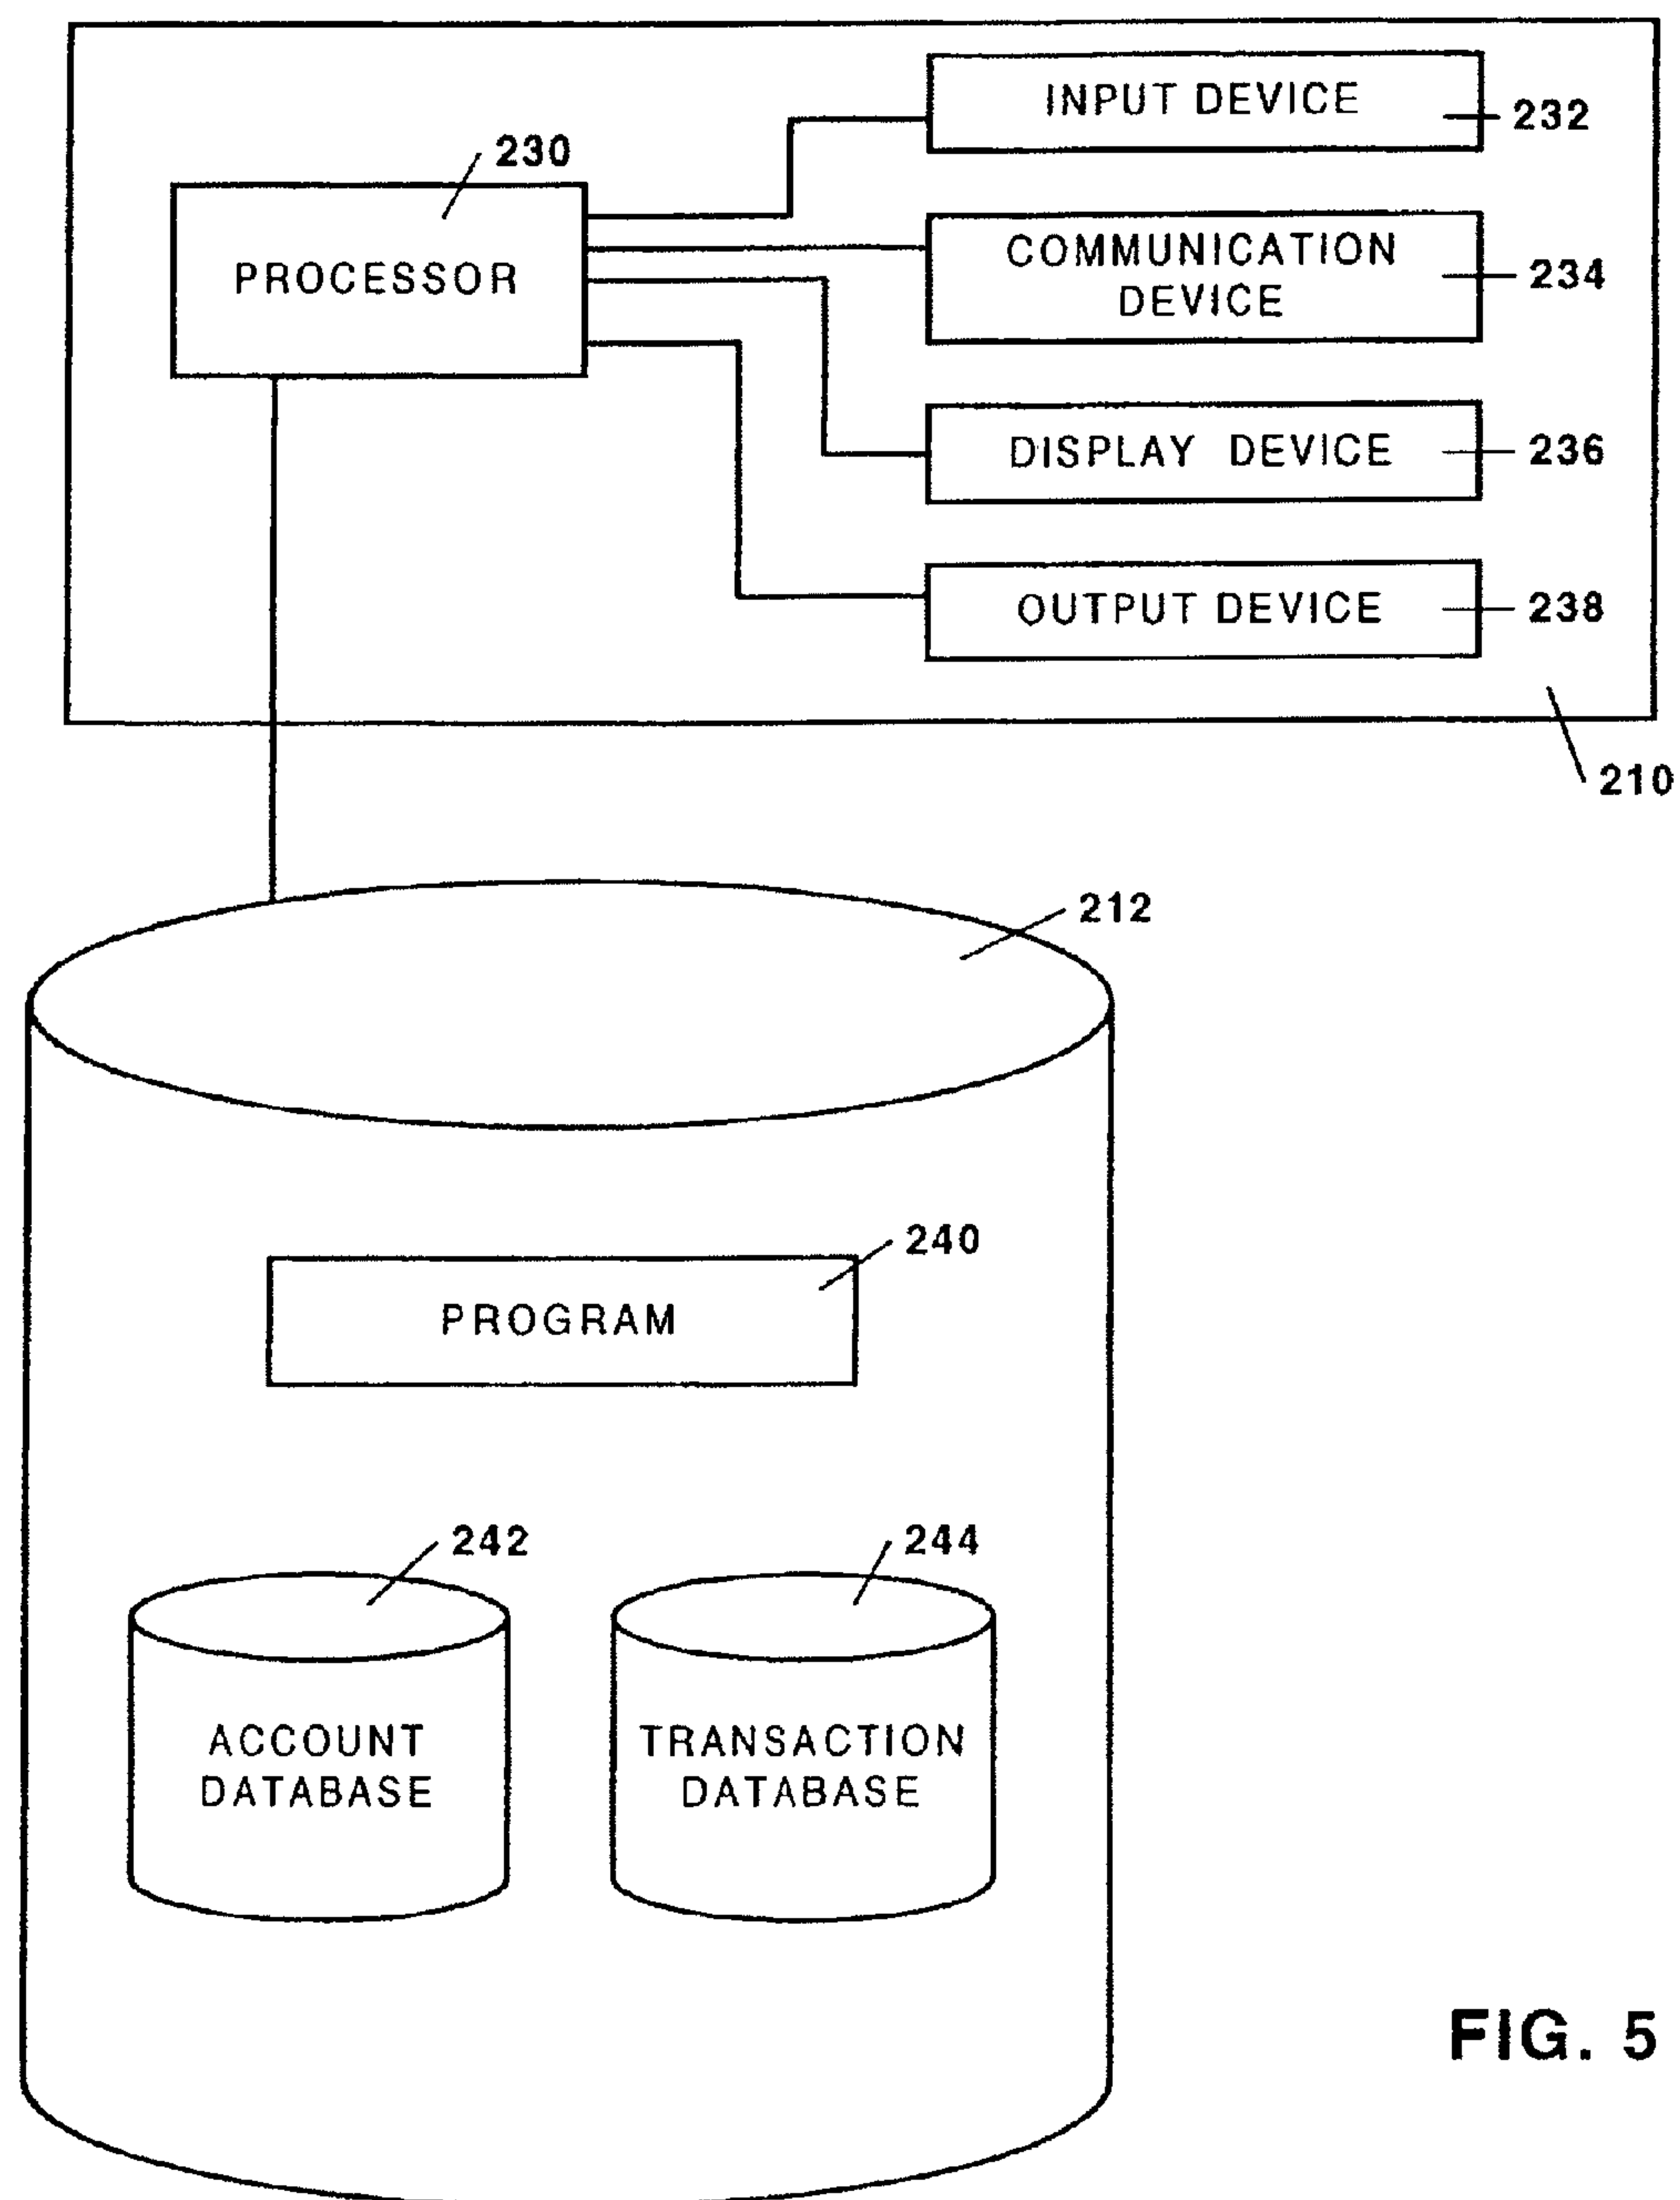 INPUT DEVICE
232
230
PROCESSOR
COMMUNICATION
DEVICE
234
DISPLAY DEVICE
236
OUTPUT DEVICE
238
210
212
240
PROGRAM
242
244
ACCOUNT
DATABASE
TRANSACTION
DATABASE
FIG. 5